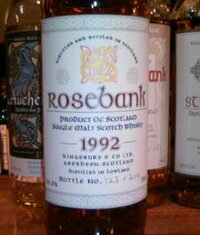 DISTILLED AND BOTTLED IN SCOTLAND
Rosebank
PRODUCT OF SCOTLAND
SINGLE MALT SCOTCH WHISKY
1992
KINGSBURY & CO LTD.
ABERDEEN, SCOTLAND
DISTILLED IN LOWLAND
BOTTLE NO.